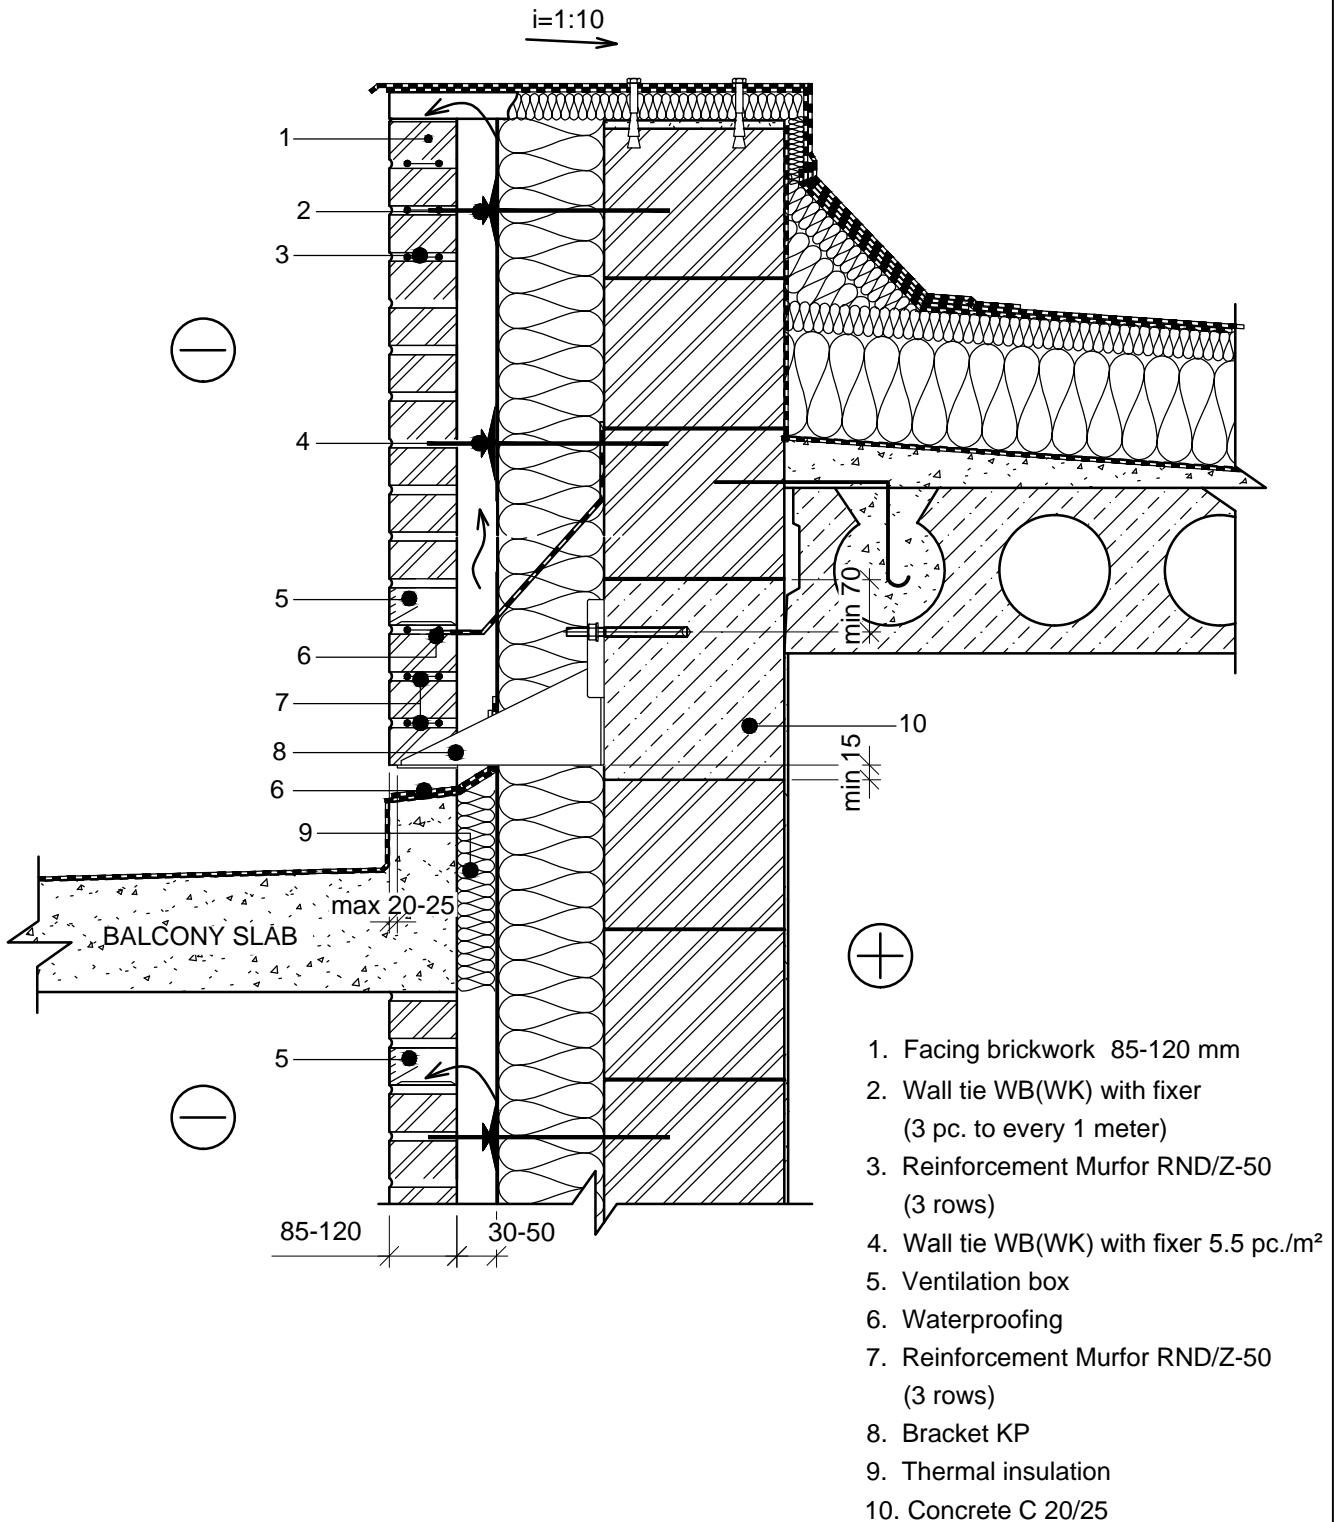 i=1:10
1
2
3
4
5
6
7
8
6
9
5
min 70
10
min 15
max 20-25
BALCONY SLAB
85-120
30-50
1. Facing brickwork 85-120 mm
2. Wall tie WB(WK) with fixer
(3 pc. to every 1 meter)
3. Reinforcement Murfor RND/Z-50
(3 rows)
4. Wall tie WB(WK) with fixer 5.5 pc./m²
5. Ventilation box
6. Waterproofing
7. Reinforcement Murfor RND/Z-50
(3 rows)
8. Bracket KP
9. Thermal insulation
10. Concrete C 20/25